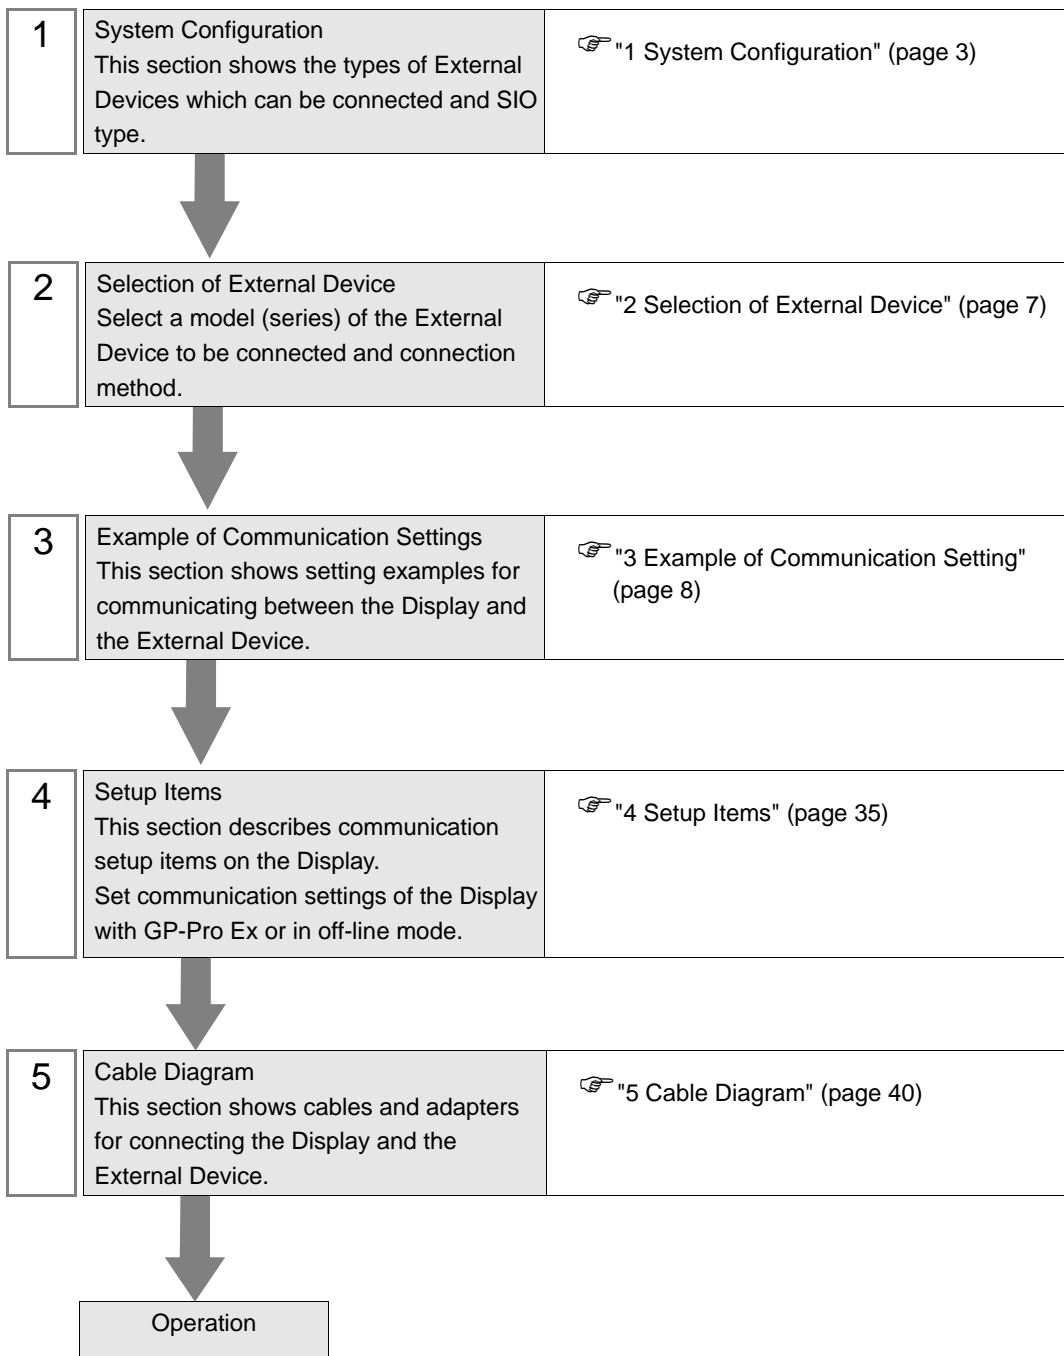 1
System Configuration
This section shows the types of External
Devices which can be connected and SIO
type.
"1 System Configuration" (page 3)
2
Selection of External Device
Select a model (series) of the External
Device to be connected and connection
method.
"2 Selection of External Device" (page 7)
3
Example of Communication Settings
This section shows setting examples for
communicating between the Display and
the External Device.
"3 Example of Communication Setting"
(page 8)
4
Setup Items
This section describes communication
setup items on the Display.
Set communication settings of the Display
with GP-Pro Ex or in off-line mode.
"4 Setup Items" (page 35)
5
Cable Diagram
This section shows cables and adapters
for connecting the Display and the
External Device.
"5 Cable Diagram" (page 40)
Operation